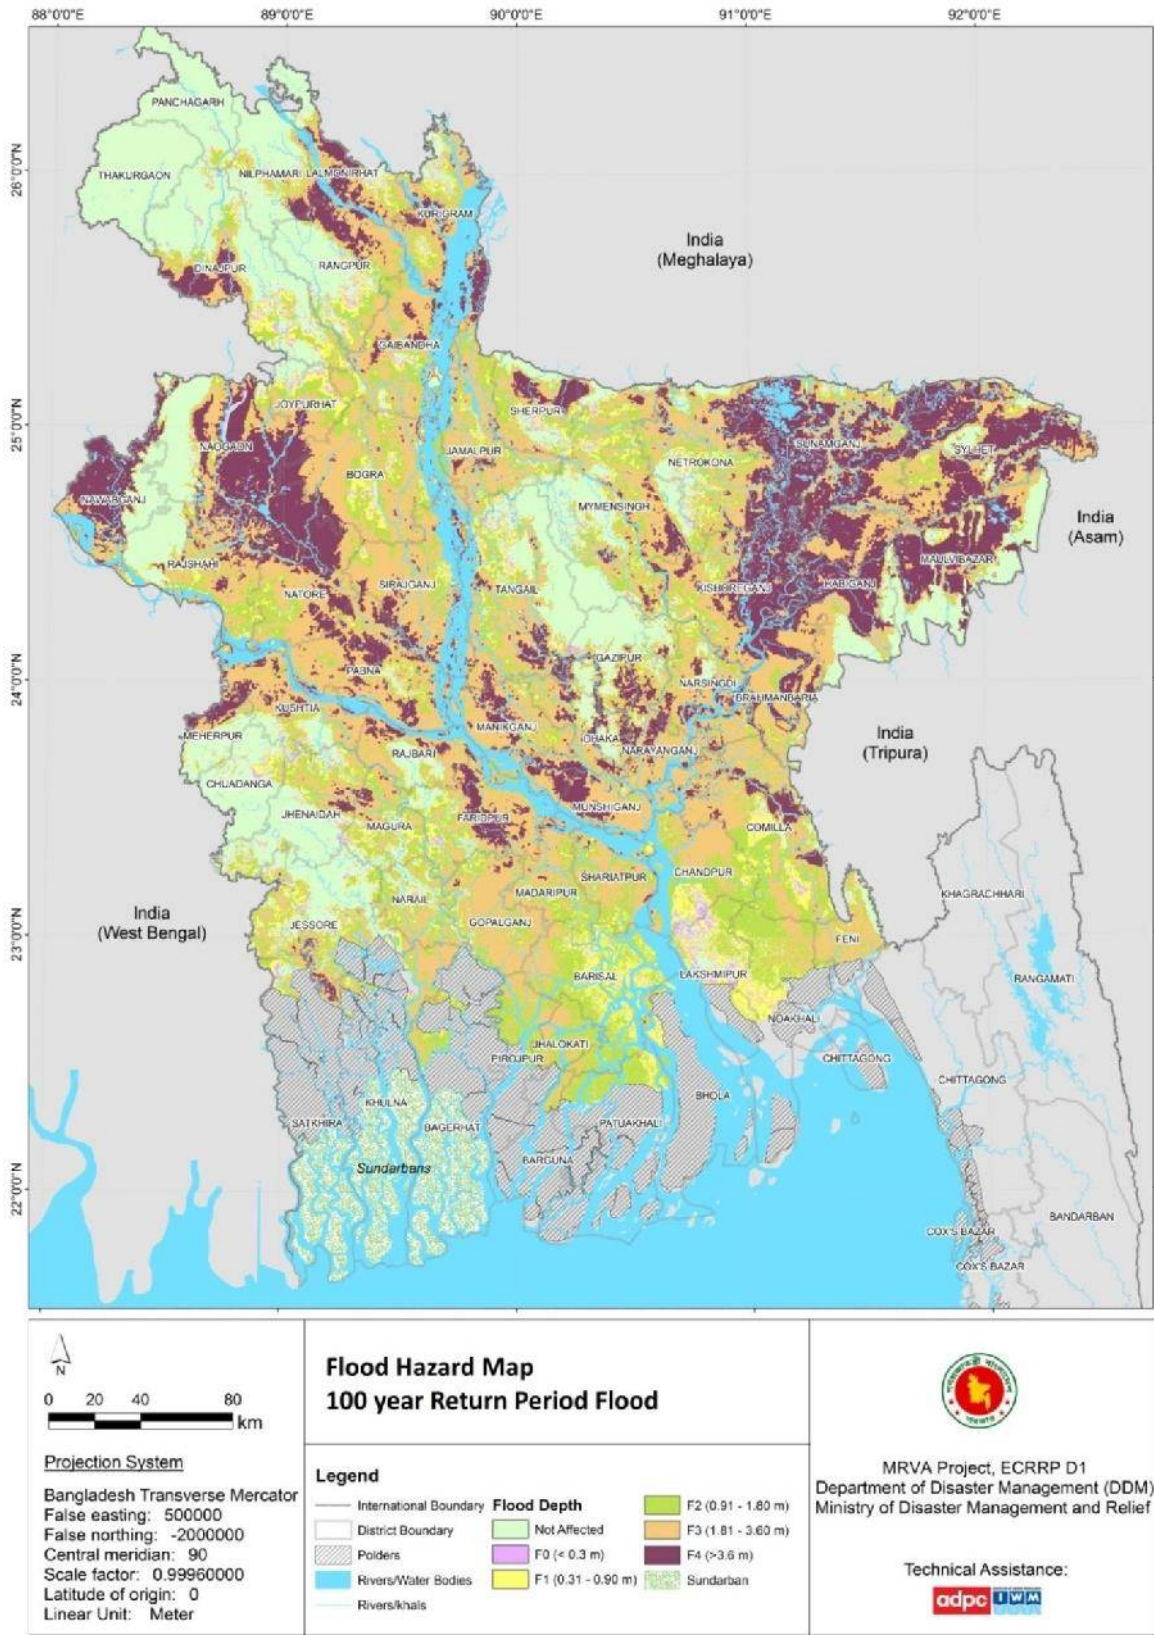 88°0'0"E
89°0'0"E
90°0'0"E
91°0'0"E
92°0'0"E
26°0'0"N
25°0'0"N
24°0'0"N
23°0'0"N
22°0'0"N
PANCHAGARH
THAKURGAON
NILPHAMARI
LALMONIRHAT
KURIGRAM
DINAJPUR
RANGPUR
India
(Meghalaya)
GAIBANDHA
JOYPURHAT
SHERPUR
NAOGAON
JAMALPUR
SUNAMGANJ
SYLHET
BOGRA
NETROKONA
NAWABGANJ
MYMENSINGH
India
(Asam)
RAJSHAHI
MAULVIBAZAR
SIRAJGANJ
NATORE
TANGAIL
KISHOREGANJ
HABIGANJ
GAZIPUR
PABNA
NARSINGDI
BRAHMANBARIA
KUSHTIA
MANIKGANJ
MEHERPUR
DHAKA
NARAYANGANJ
India
(Tripura)
RAJBARI
CHUADANGA
JHENAIDAH
MUNSHIGANJ
MAGURA
FARIDPUR
COMILLA
SHARIATPUR
CHANDPUR
MADARIPUR
KHAGRACHHARI
NARAIL
India
(West Bengal)
JESSORE
GOPALGANJ
FENI
BARISAL
LAKSHMIPUR
RANGAMATI
NOAKHALI
JHALOKATI
PIROJPUR
CHITTAGONG
CHITTAGONG
BHOLA
KHULNA
SATKHIRA
BAGERHAT
PATUAKHALI
BARGUNA
Sundarbans
BANDARBAN
COX'S BAZAR
COX'S BAZAR
N
0 20 40 80
km
Projection System
Bangladesh Transverse Mercator
False easting: 500000
False northing: -2000000
Central meridian: 90
Scale factor: 0.99960000
Latitude of origin: 0
Linear Unit: Meter
Flood Hazard Map
100 year Return Period Flood
Legend
International Boundary
District Boundary
Polders
Rivers/Water Bodies
Rivers/khals
Flood Depth
Not Affected
F0 (< 0.3 m)
F1 (0.31 - 0.90 m)
F2 (0.91 - 1.80 m)
F3 (1.81 - 3.60 m)
F4 (>3.6 m)
Sundarban
MRVA Project, ECRRP D1
Department of Disaster Management (DDM)
Ministry of Disaster Management and Relief
Technical Assistance:
adpc
IWM